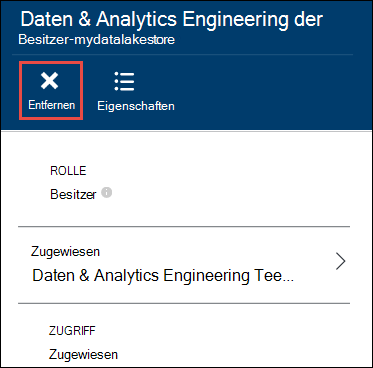 Daten & Analytics Engineering der
Besitzer-mydatalakestore
Entfernen
Eigenschaften
ROLLE
Besitzer
Zugewiesen
Daten & Analytics Engineering Tee...
ZUGRIFF
Zugewiesen